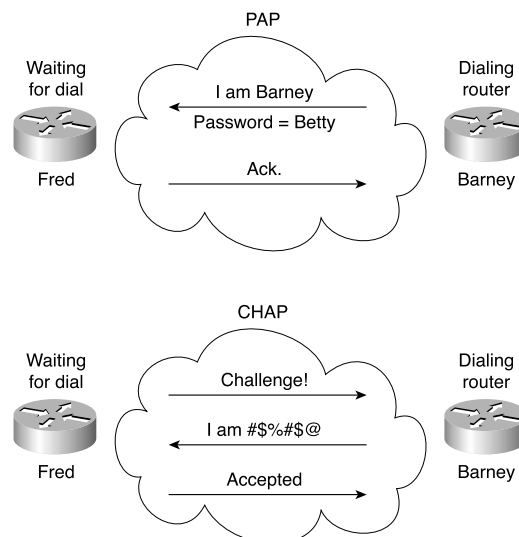 PAP
Waiting
for dial
Fred
I am Barney
Password = Betty
Ack.
Dialing
router
Barney
CHAP
Waiting
for dial
Fred
Challenge!
I am #$%#$@
Accepted
Dialing
router
Barney